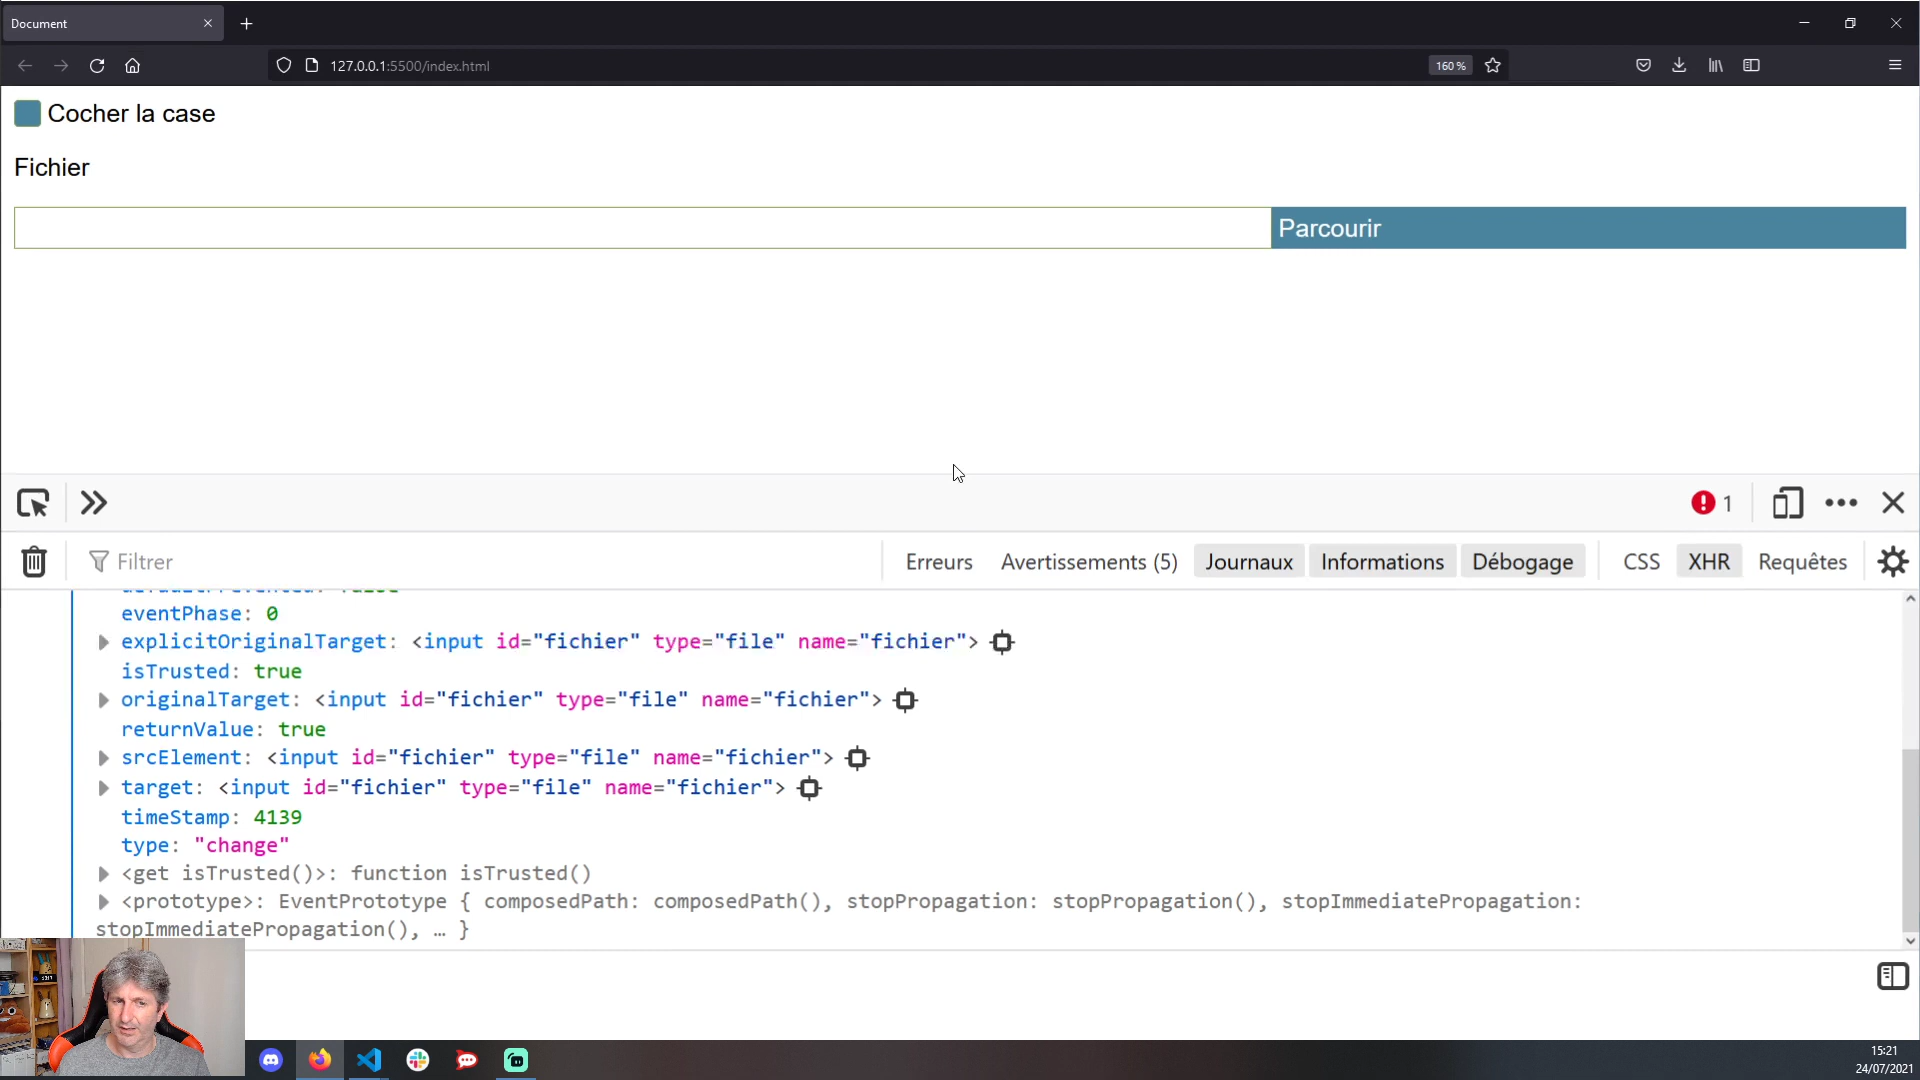 Document
127.0.0.1:5500/index.html
160 %
Cocher la case
Fichier
Parcourir
1
Filtrer
Erreurs
Avertissements (5)
Journaux
Informations
Débogage
CSS
XHR
Requêtes
eventPhase: 0
explicitOriginalTarget: <input id="fichier" type="file" name="fichier">
isTrusted: true
originalTarget: <input id="fichier" type="file" name="fichier">
returnValue: true
srcElement: <input id="fichier" type="file" name="fichier">
target: <input id="fichier" type="file" name="fichier">
timeStamp: 4139
type: "change"
<get isTrusted()>: function isTrusted()
<prototype>: EventPrototype { composedPath: composedPath(), stopPropagation: stopPropagation(), stopImmediatePropagation:
stopImmediatePropagation(), … }
15:21
24/07/2021